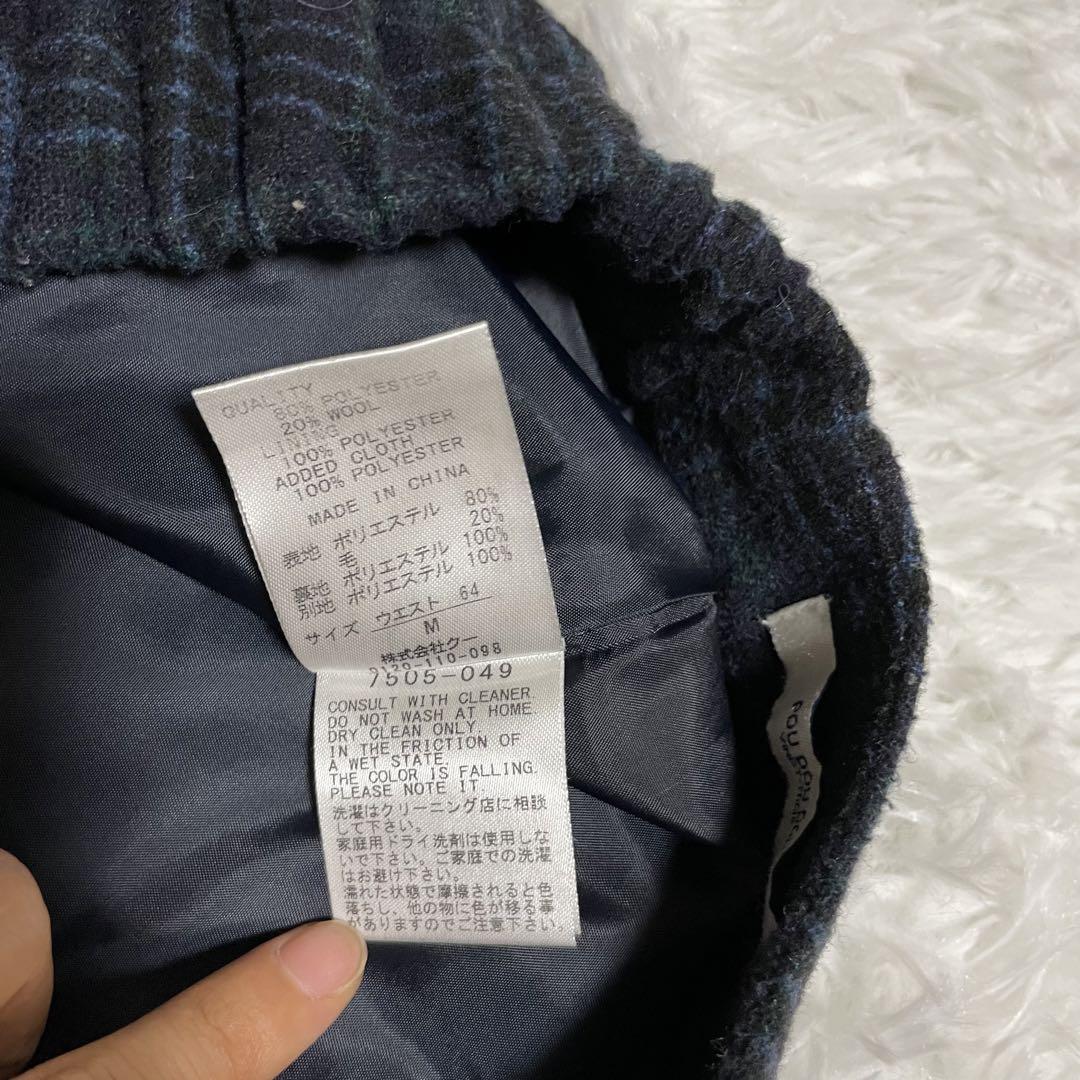 QUALITY
80% POLYESTER
20% WOOL
LINING
100% POLYESTER
ADDED CLOTH
100% POLYESTER
MADE IN CHINA
表地 ポリエステル 80%
毛 20%
裏地 ポリエステル 100%
別地 ポリエステル 100%
サイズ ウエスト 64
M
株式会社クー
0120-110-098
7505-049
CONSULT WITH CLEANER.
DO NOT WASH AT HOME
DRY CLEAN ONLY.
IN THE FRICTION OF
A WET STATE.
THE COLOR IS FALLING.
PLEASE NOTE IT.
洗濯はクリーニング店に相談
して下さい。
家庭用ドライ洗剤は使用しな
いで下さい。ご家庭での洗濯
はお避け下さい。
濡れた状態で摩擦されると色
落ちし、他の物に色が移る事
がありますのでご注意下さい。